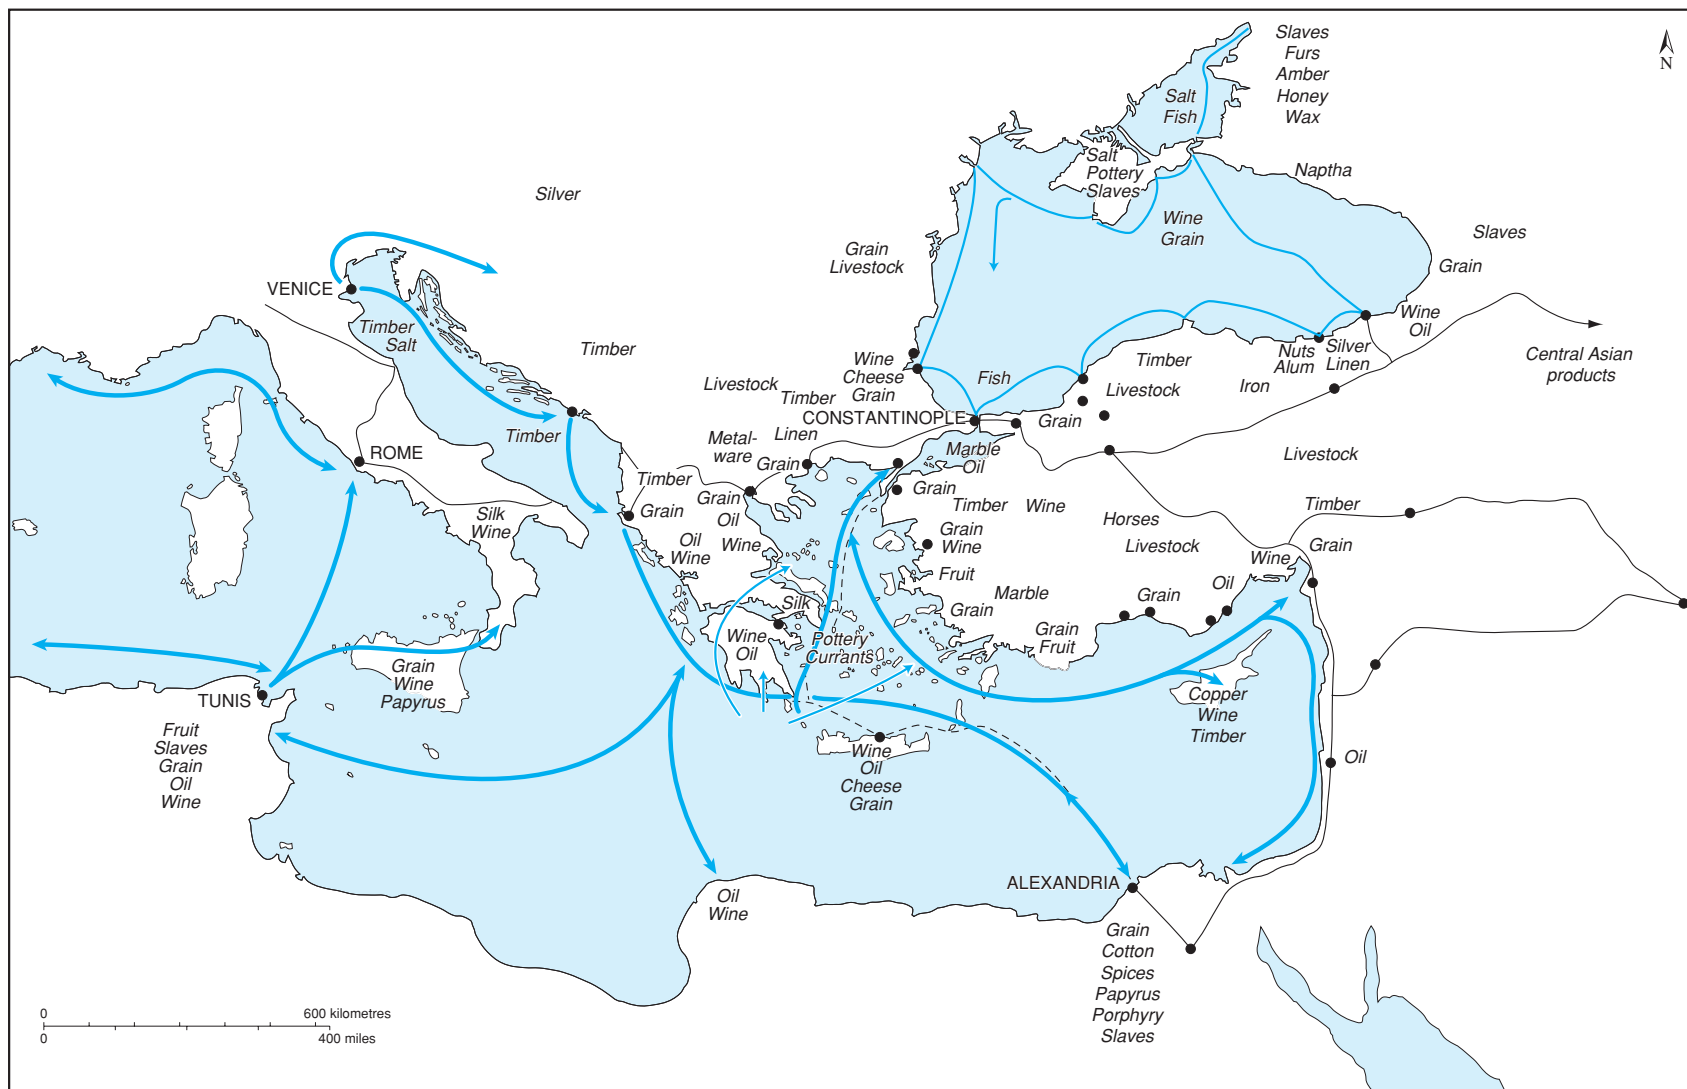 Slaves
Furs
Amber
Honey
Wax
N
Salt
Fish
Salt
Pottery
Slaves
Naptha
Silver
Wine
Grain
Slaves
Grain
Livestock
Grain
VENICE
Timber
Salt
Wine
Oil
Timber
Wine
Cheese
Grain
Fish
Timber
Nuts
Alum
Silver
Linen
Central Asian
products
Livestock
Timber
Livestock
Iron
CONSTANTINOPLE
Grain
Timber
Linen
Metal-
ware
Grain
Marble
Oil
ROME
Livestock
Timber
Grain
Grain
Timber
Wine
Timber
Silk
Wine
Grain
Oil
Wine
Oil
Wine
Grain
Wine
Horses
Livestock
Wine
Grain
Fruit
Marble
Grain
Oil
Silk
Grain
Wine
Oil
Pottery
Currants
Grain
Fruit
Grain
Wine
Papyrus
TUNIS
Copper
Wine
Timber
Fruit
Slaves
Grain
Oil
Wine
Wine
Oil
Cheese
Grain
Oil
ALEXANDRIA
Oil
Wine
Grain
Cotton
Spices
Papyrus
Porphyry
Slaves
0 600 kilometres
0 400 miles